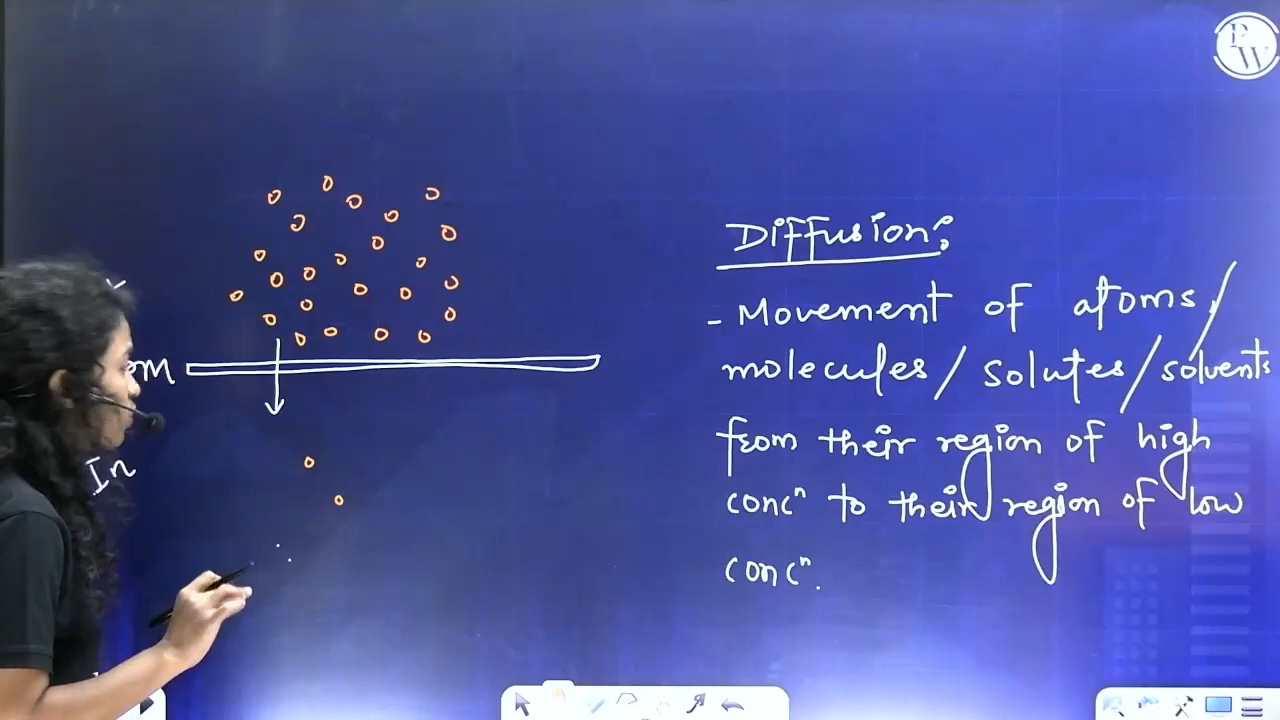 PW
Diffusion:
- Movement of atoms/
molecules/solutes/solvents
from their region of high
concⁿ to their region of low
concⁿ.
In